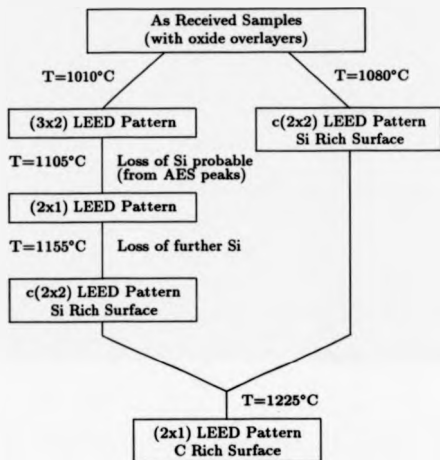 As Received Samples
(with oxide overlayers)
T=1010°C
T=1080°C
(3x2) LEED Pattern
c(2x2) LEED Pattern
Si Rich Surface
T=1105°C
Loss of Si probable
(from AES peaks)
(2x1) LEED Pattern
T=1155°C
Loss of further Si
c(2x2) LEED Pattern
Si Rich Surface
T=1225°C
(2x1) LEED Pattern
C Rich Surface